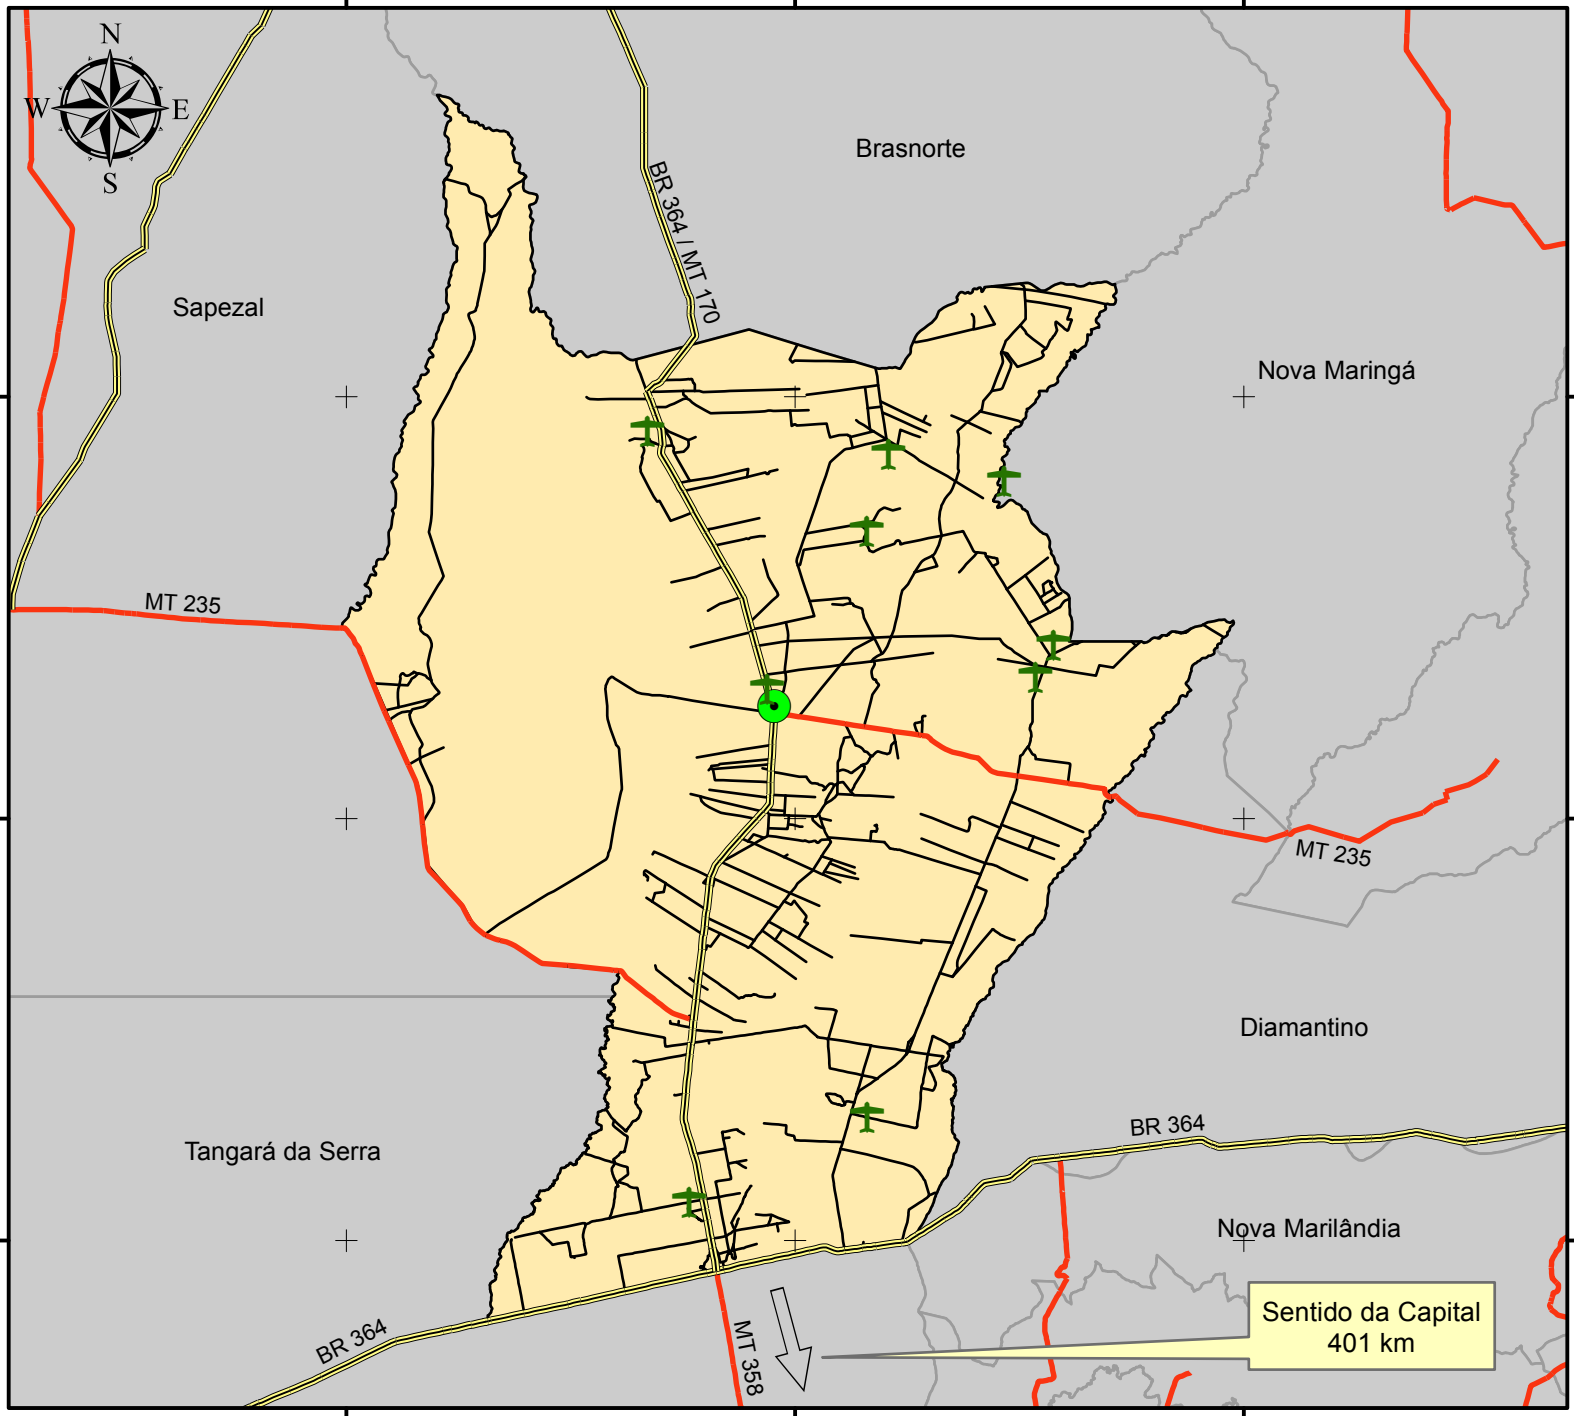 N
W
E
S
Brasnorte
BR 364 / MT 170
Sapezal
Nova Maringá
MT 235
MT 235
Diamantino
BR 364
Tangará da Serra
Nova Marilândia
Sentido da Capital
401 km
BR 364
MT 358